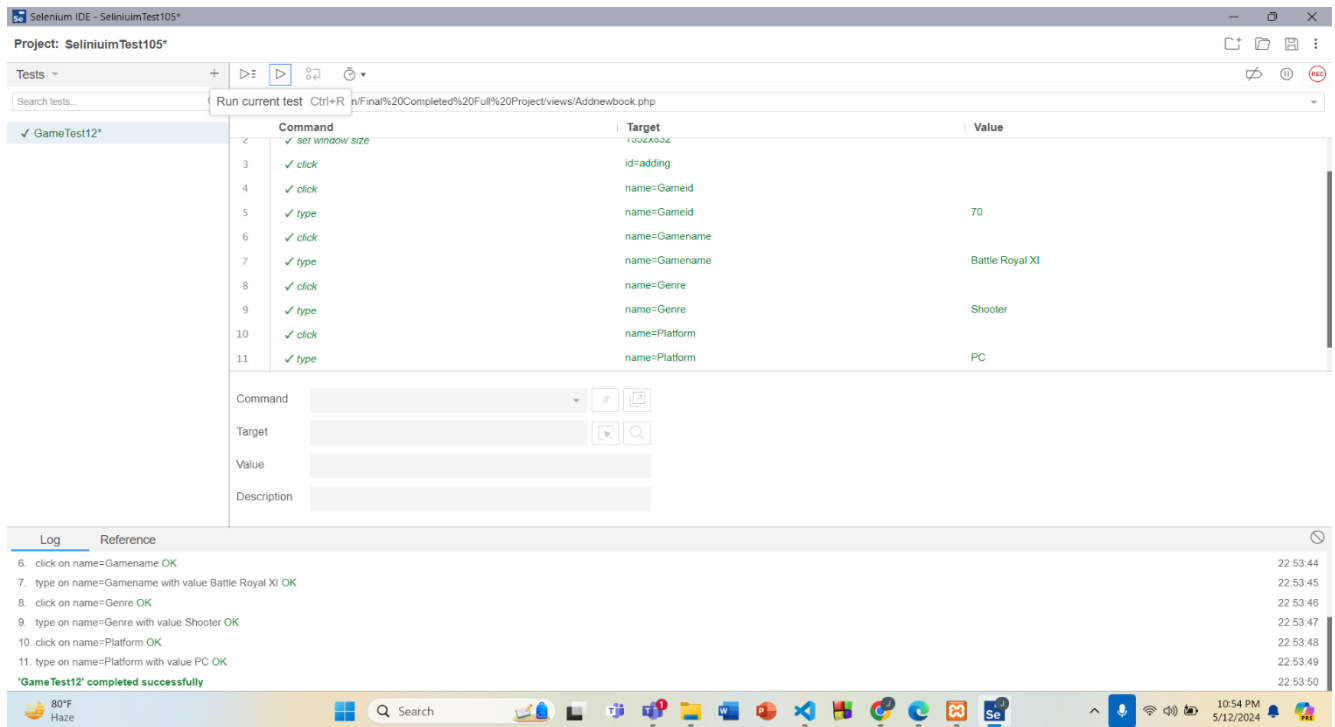 Selenium IDE - SeliniuimTest105*
Project: SeliniuimTest105*
Tests
Search tests...
Run current test Ctrl+R
n/Final%20Completed%20Full%20Project/views/Addnewbook.php
✓ GameTest12*
Command Target Value
2 ✓ set window size 1552x832
3 ✓ click id=adding
4 ✓ click name=Gameid
5 ✓ type name=Gameid 70
6 ✓ click name=Gamename
7 ✓ type name=Gamename Battle Royal XI
8 ✓ click name=Genre
9 ✓ type name=Genre Shooter
10 ✓ click name=Platform
11 ✓ type name=Platform PC
Command
//
Target
Value
Description
Log Reference
6. click on name=Gamename OK 22:53:44
7. type on name=Gamename with value Battle Royal XI OK 22:53:45
8. click on name=Genre OK 22:53:46
9. type on name=Genre with value Shooter OK 22:53:47
10. click on name=Platform OK 22:53:48
11. type on name=Platform with value PC OK 22:53:49
'GameTest12' completed successfully 22:53:50
80°F
Haze
Search
10:54 PM
5/12/2024